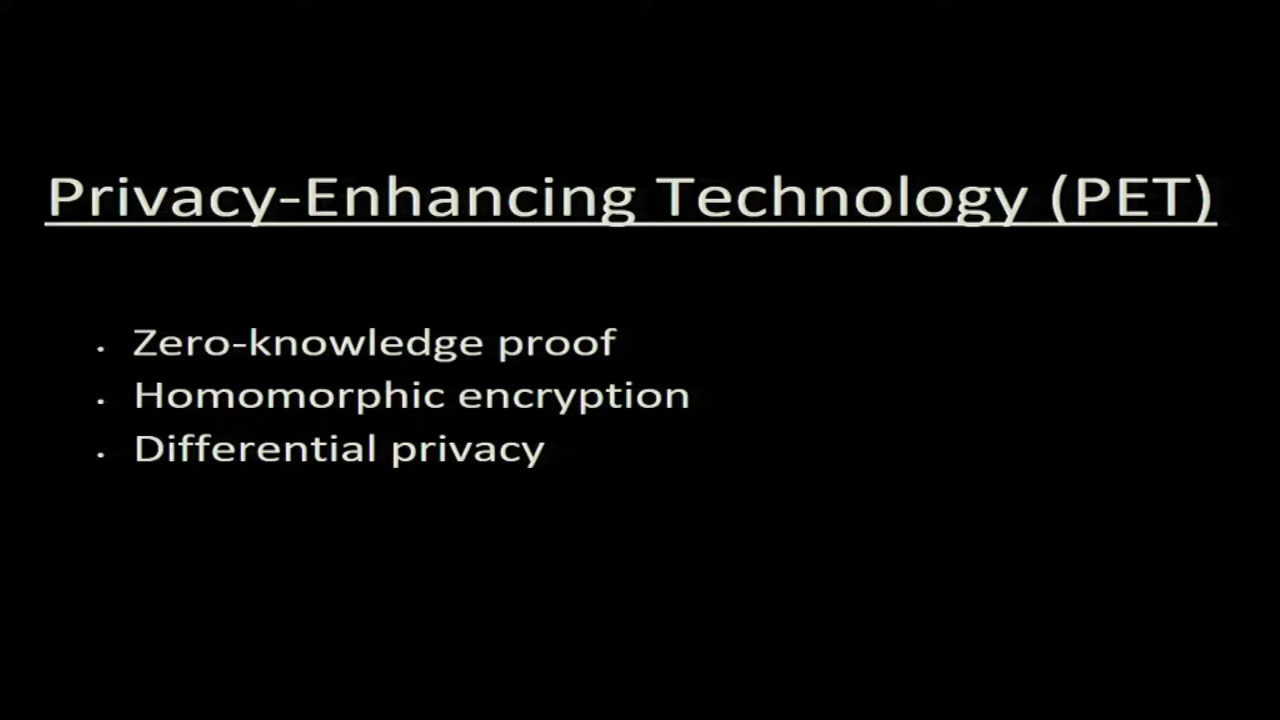 Privacy-Enhancing Technology (PET)
· Zero-knowledge proof
· Homomorphic encryption
· Differential privacy